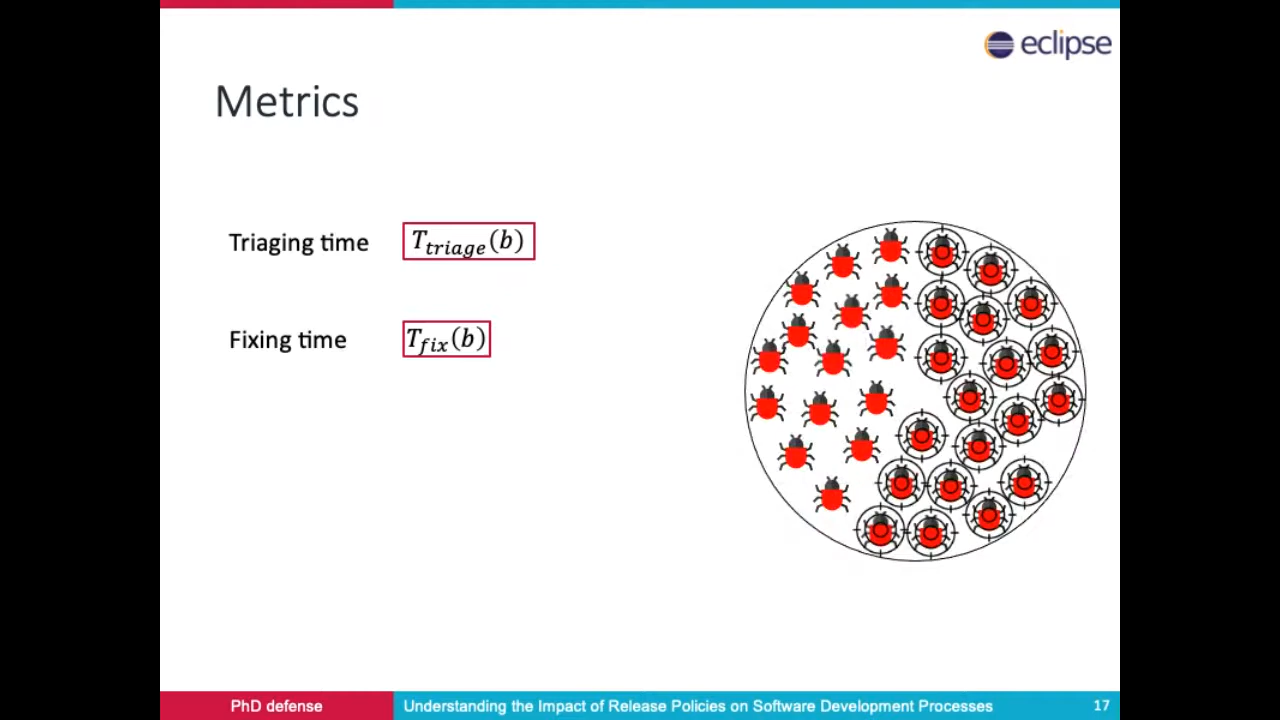 eclipse
Metrics
Triaging time
T_triage(b)
Fixing time
T_fix(b)
PhD defense
Understanding the Impact of Release Policies on Software Development Processes
17